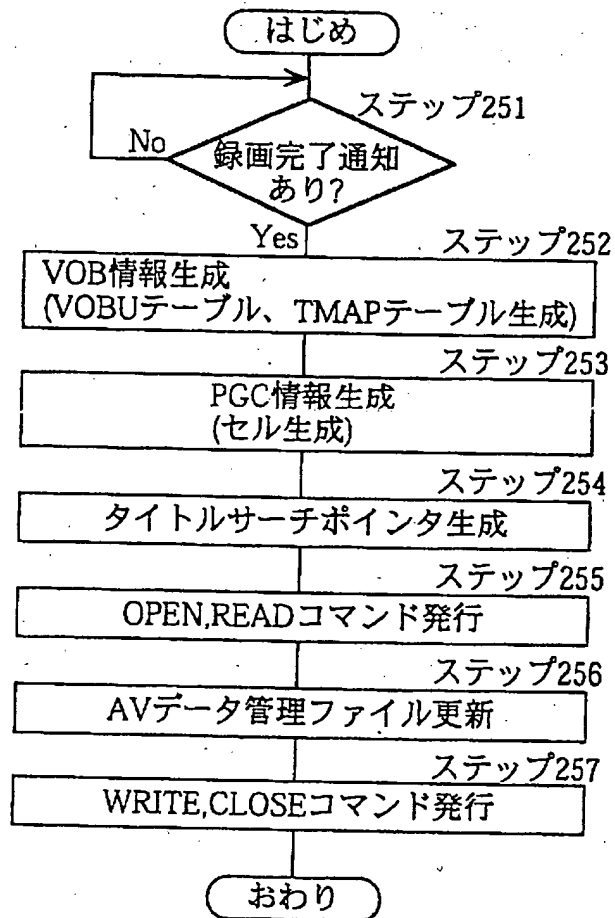 はじめ
ステップ251
No
録画完了通知
あり?
Yes
ステップ252
VOB情報生成
(VOBUテーブル、TMAPテーブル生成)
ステップ253
PGC情報生成
(セル生成)
ステップ254
タイトルサーチポインタ生成
ステップ255
OPEN,READコマンド発行
ステップ256
AVデータ管理ファイル更新
ステップ257
WRITE,CLOSEコマンド発行
おわり